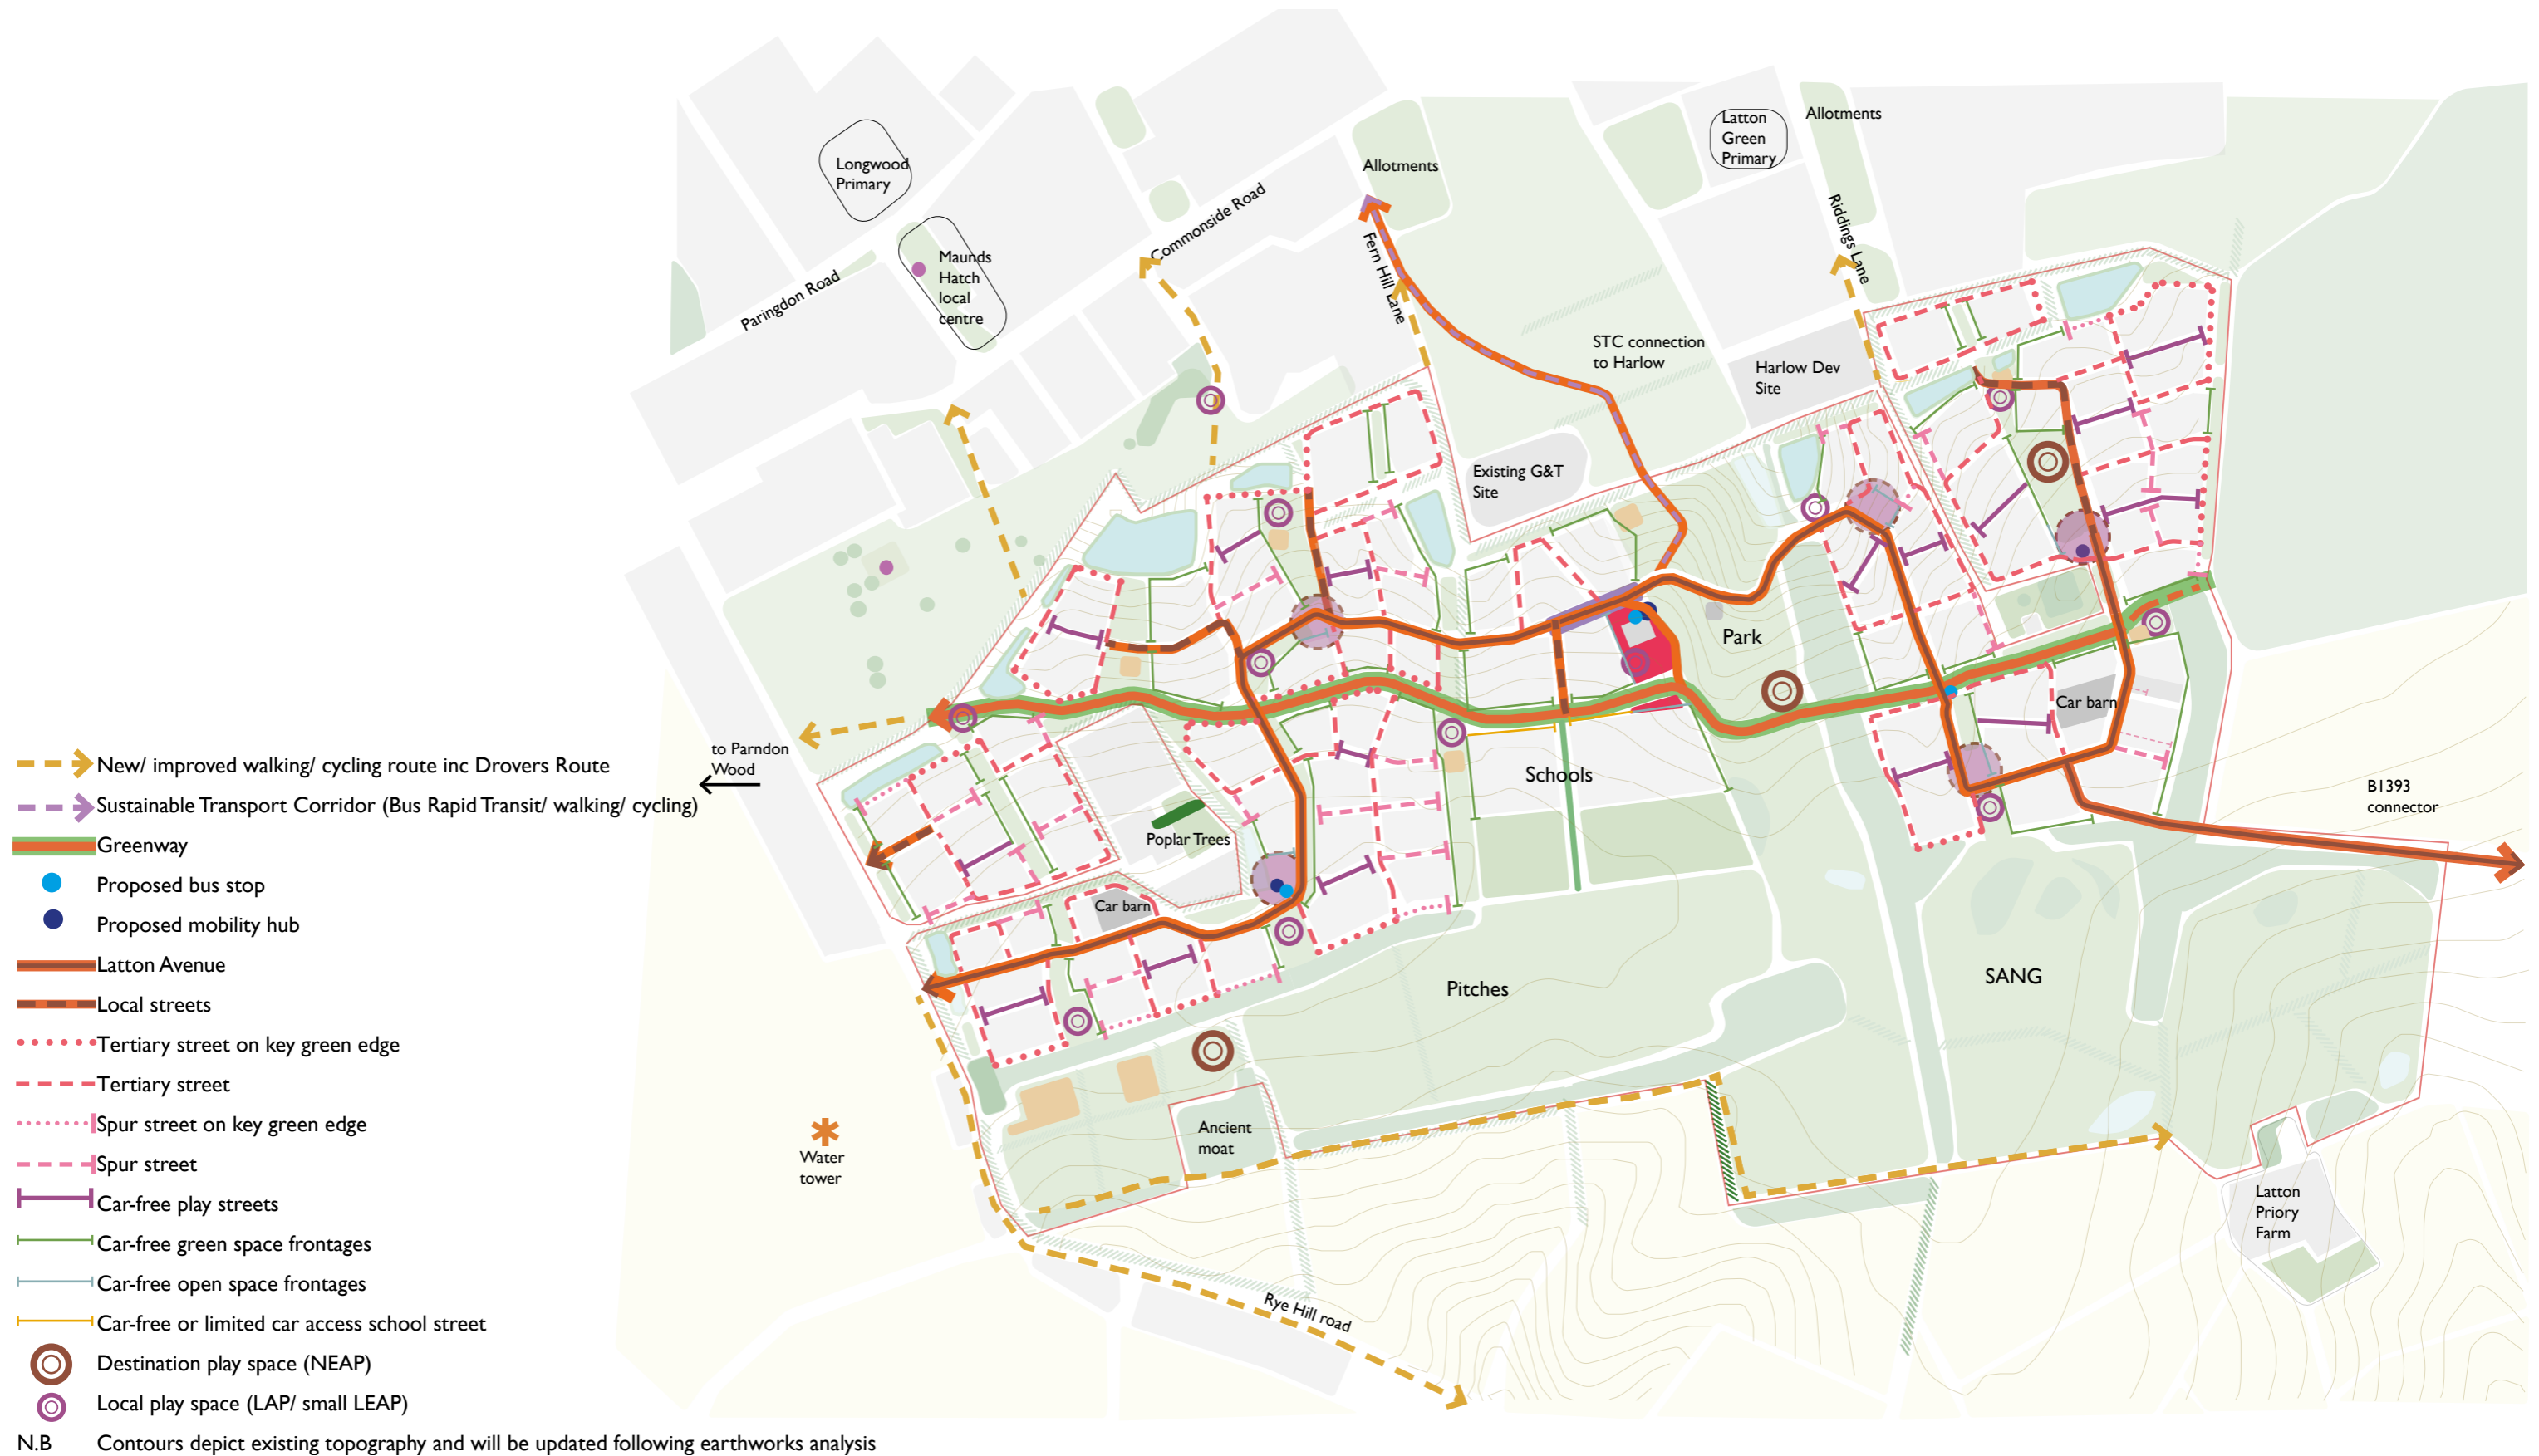 Longwood
Primary
Maunds
Hatch
local
centre
Paringdon Road
Commonside Road
Allotments
Fern Hill Lane
Latton
Green
Primary
Allotments
Riddings Lane
STC connection
to Harlow
Harlow Dev
Site
Existing G&T
Site
Park
Car barn
Schools
B1393
connector
to Parndon
Wood
Poplar Trees
Car barn
Pitches
SANG
Ancient
moat
Water
tower
Latton
Priory
Farm
Rye Hill road
New/ improved walking/ cycling route inc Drovers Route
Sustainable Transport Corridor (Bus Rapid Transit/ walking/ cycling)
Greenway
Proposed bus stop
Proposed mobility hub
Latton Avenue
Local streets
Tertiary street on key green edge
Tertiary street
Spur street on key green edge
Spur street
Car-free play streets
Car-free green space frontages
Car-free open space frontages
Car-free or limited car access school street
Destination play space (NEAP)
Local play space (LAP/ small LEAP)
N.B Contours depict existing topography and will be updated following earthworks analysis